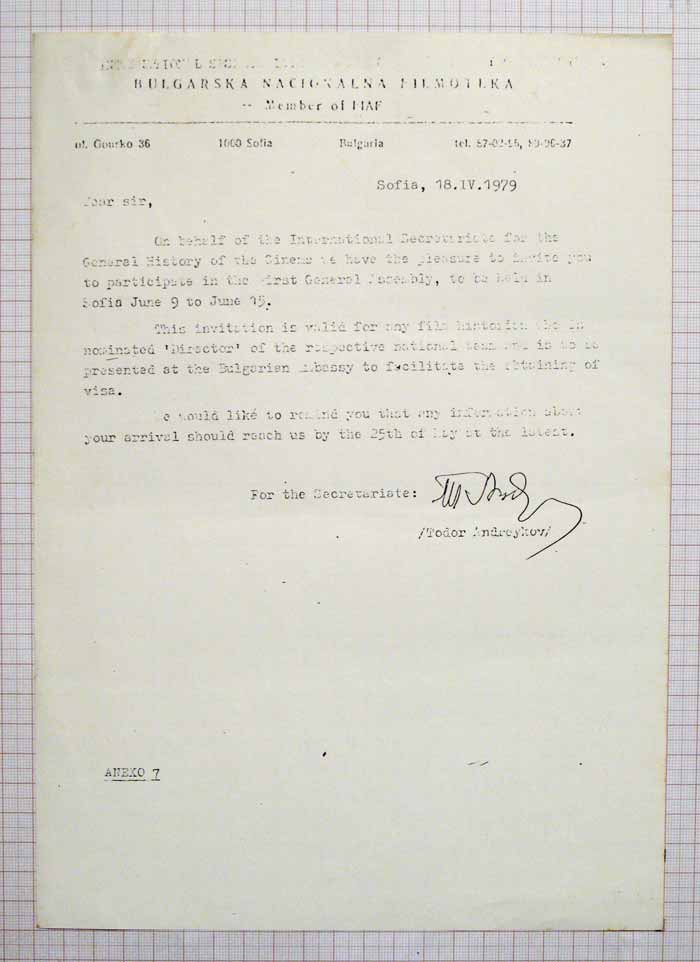 BULGARSKA NACIONALNA FILMOTEKA
Member of FIAF
ul. Gourko 36 1000 Sofia Bulgaria tel. 87-02-96,
Sofia, 18.IV.1979
Dear sir,
On behalf of the International Secretariate for the
General History of the Cinema we have the pleasure to invite you
to participate in the First General Assembly, to be held in
Sofia June 9 to June 15.
This invitation is valid for any film historian who is
nominated 'Director' of the respective national team and is to be
presented at the Bulgarian Embassy to facilitate the obtaining of
visa.
We would like to remind you that any information about
your arrival should reach us by the 25th of May at the latest.
For the Secretariate:
/Todor Andreykov/
ANEXO 7